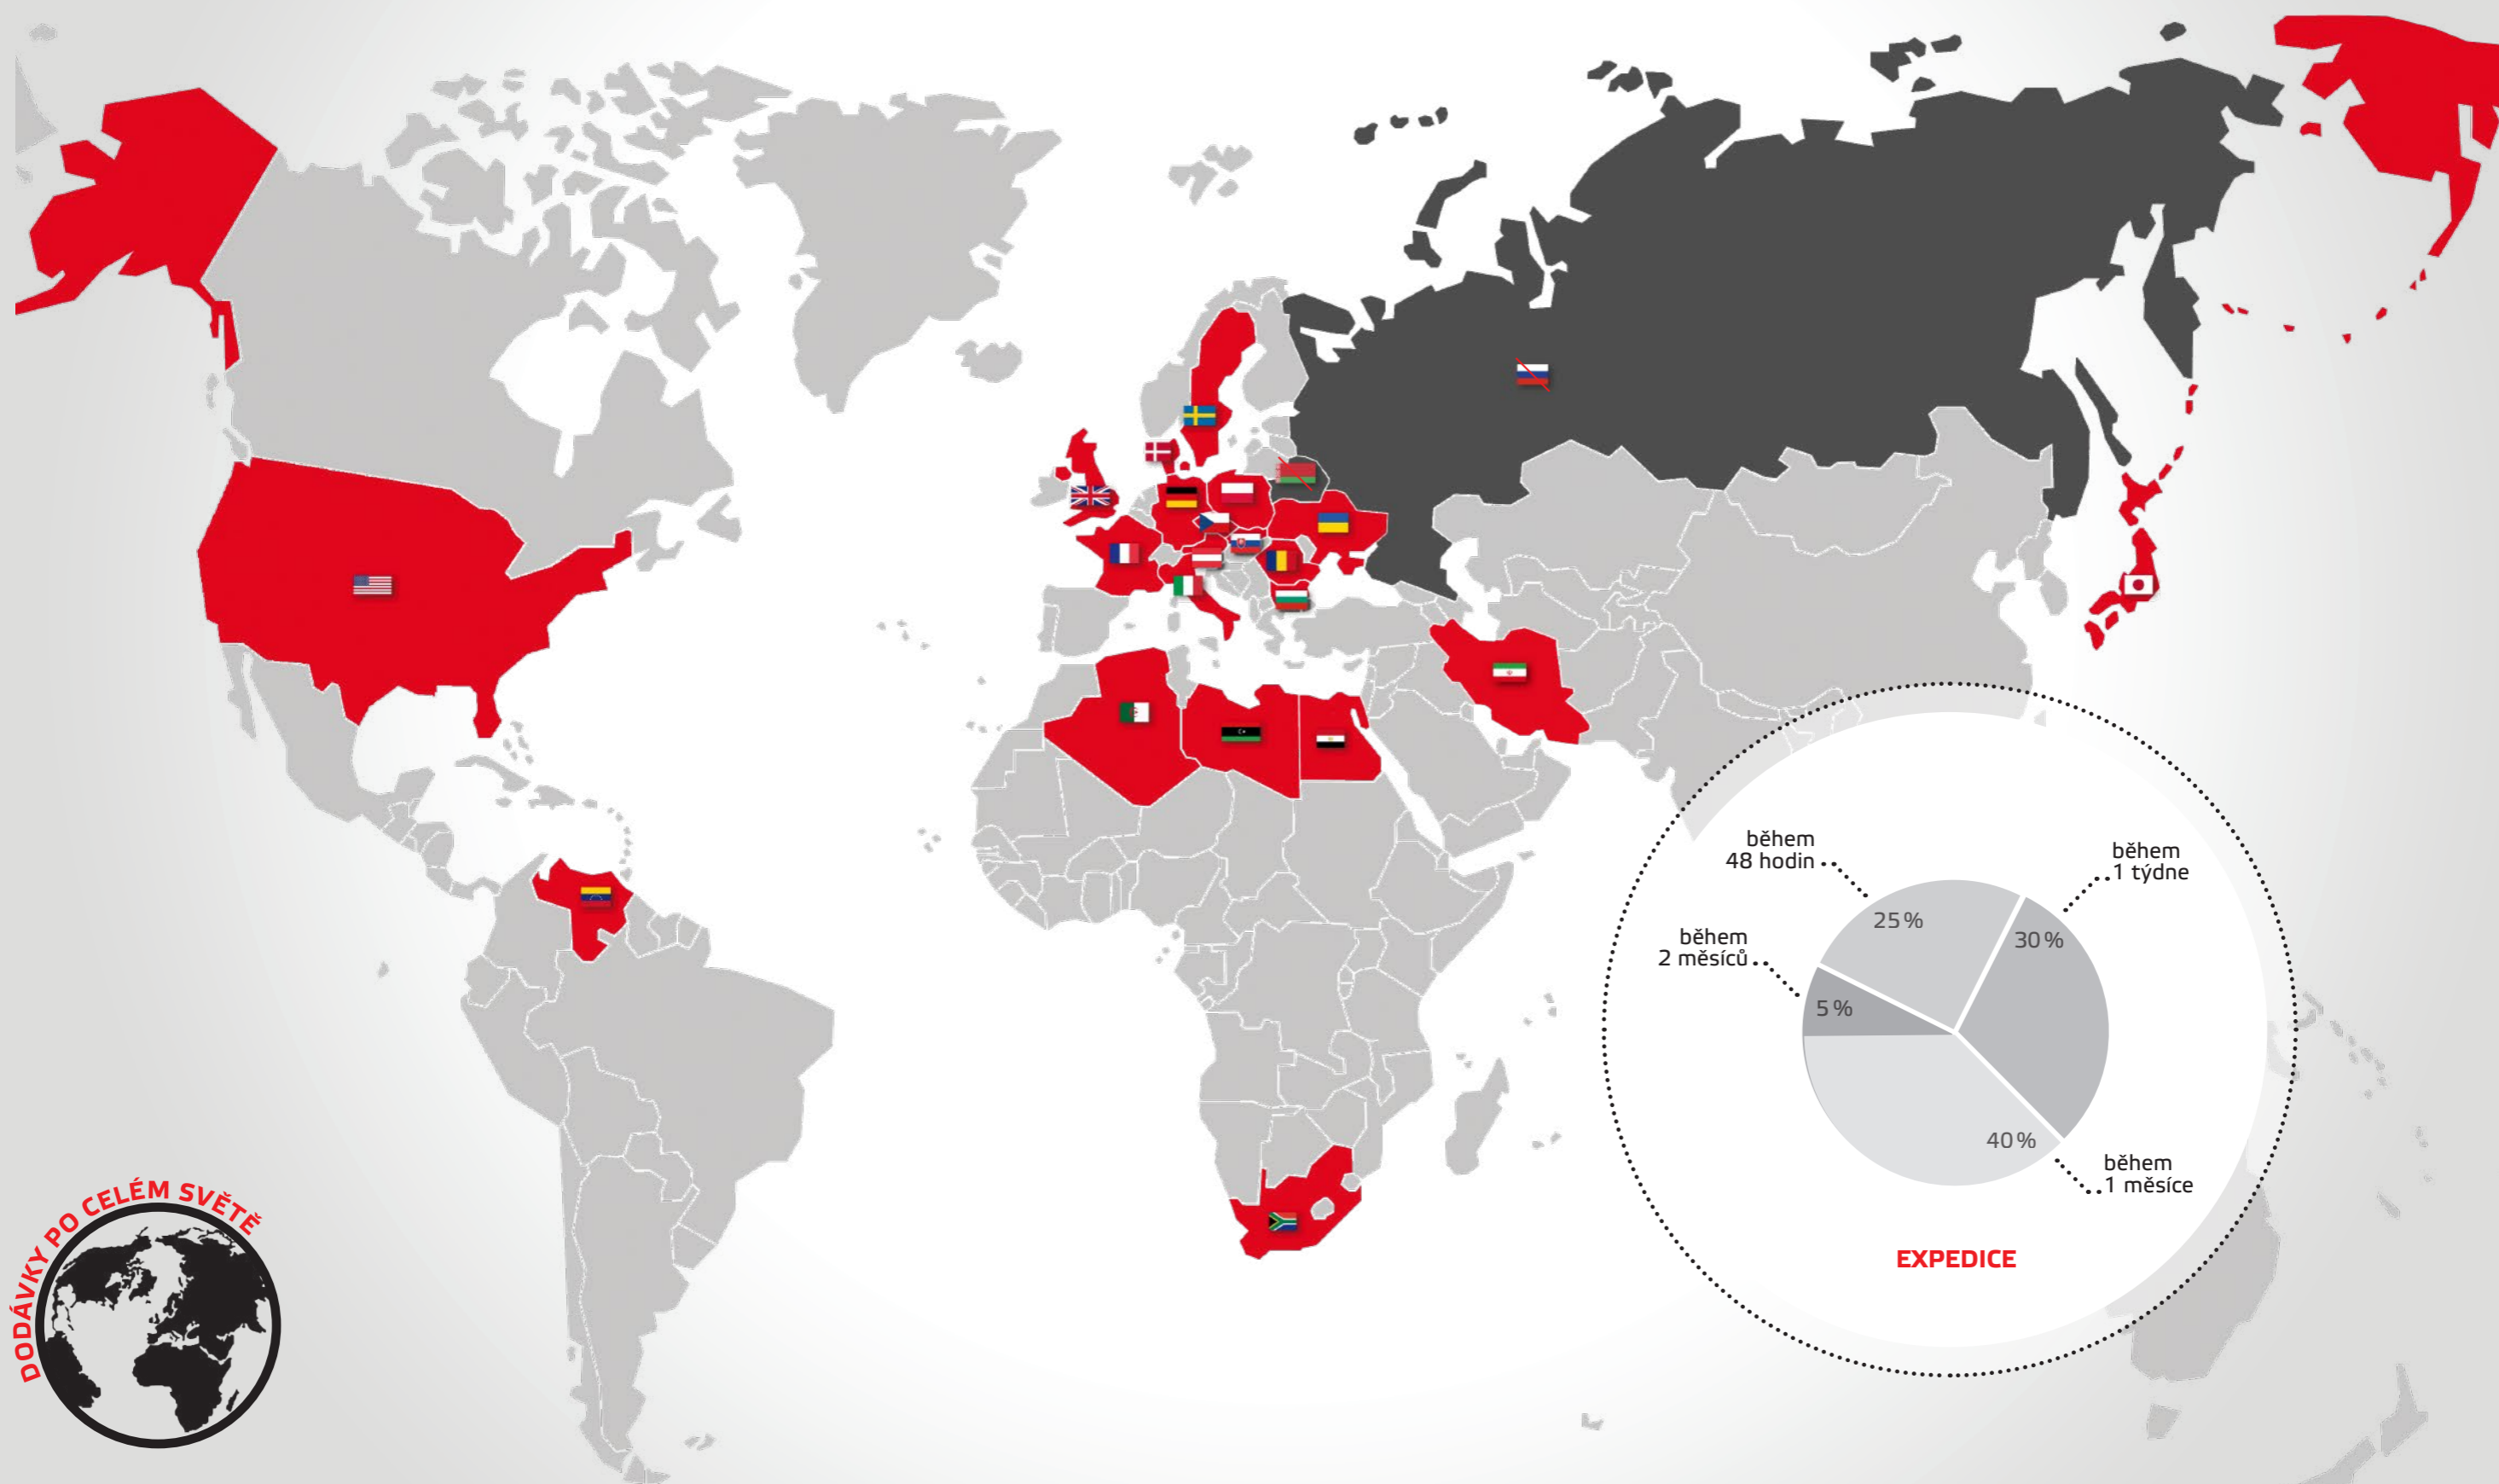 během
48 hodin
během
1 týdne
25%
30%
během
2 měsíců
5%
40%
během
1 měsíce
EXPEDICE
DODÁVKY PO CELÉM SVĚTĚ